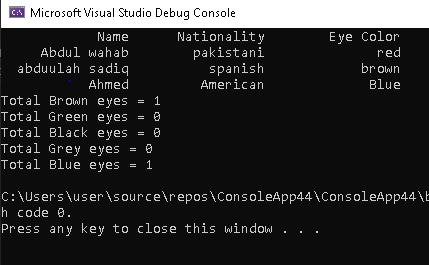 Microsoft Visual Studio Debug Console
Name Nationality Eye Color
Abdul wahab pakistani red
abduulah sadiq spanish brown
Ahmed American Blue
Total Brown eyes = 1
Total Green eyes = 0
Total Black eyes = 0
Total Grey eyes = 0
Total Blue eyes = 1
C:\Users\user\source\repos\ConsoleApp44\ConsoleApp44\b
h code 0.
Press any key to close this window . . .